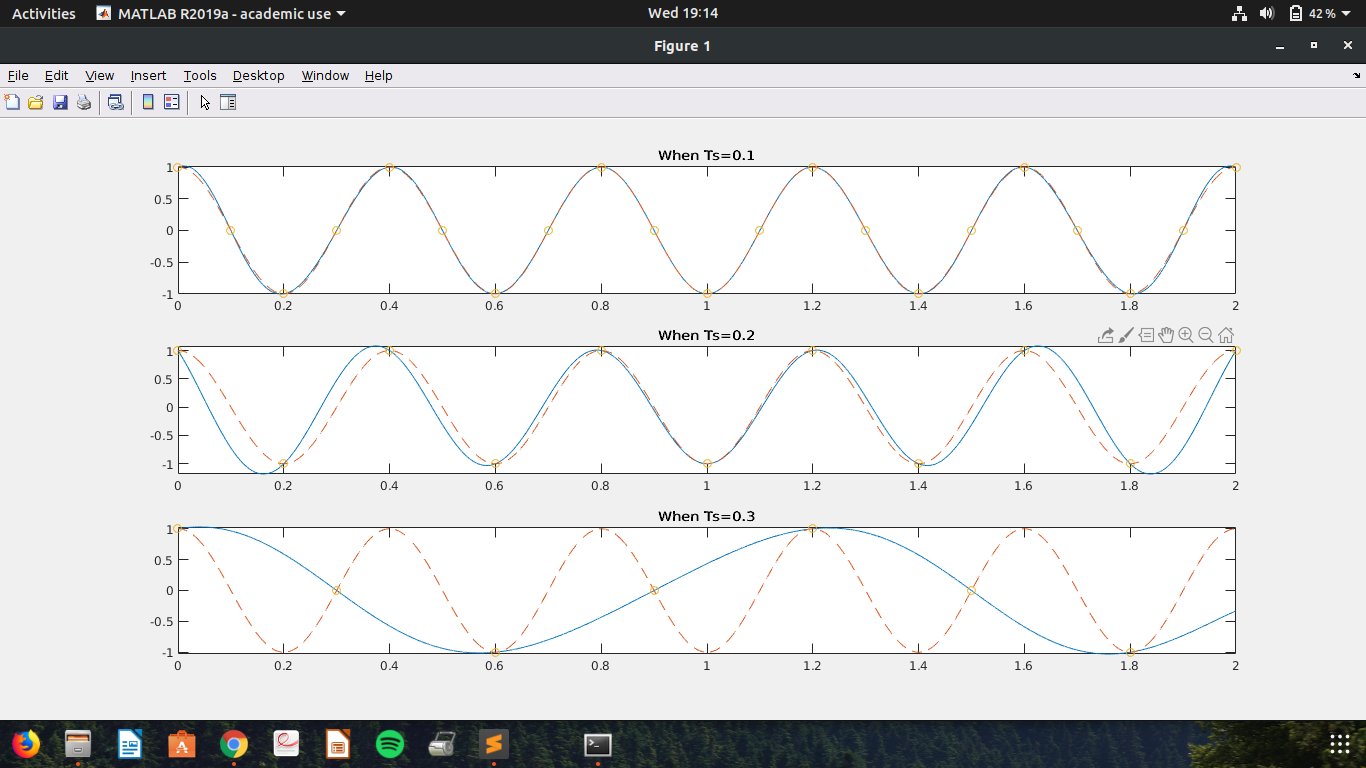 Activities MATLAB R2019a - academic use Wed 19:14 42 %
Figure 1
File Edit View Insert Tools Desktop Window Help
When Ts=0.1
1
0.5
0
-0.5
-1
0 0.2 0.4 0.6 0.8 1 1.2 1.4 1.6 1.8 2
When Ts=0.2
1
0.5
0
-0.5
-1
0 0.2 0.4 0.6 0.8 1 1.2 1.4 1.6 1.8 2
When Ts=0.3
1
0.5
0
-0.5
-1
0 0.2 0.4 0.6 0.8 1 1.2 1.4 1.6 1.8 2